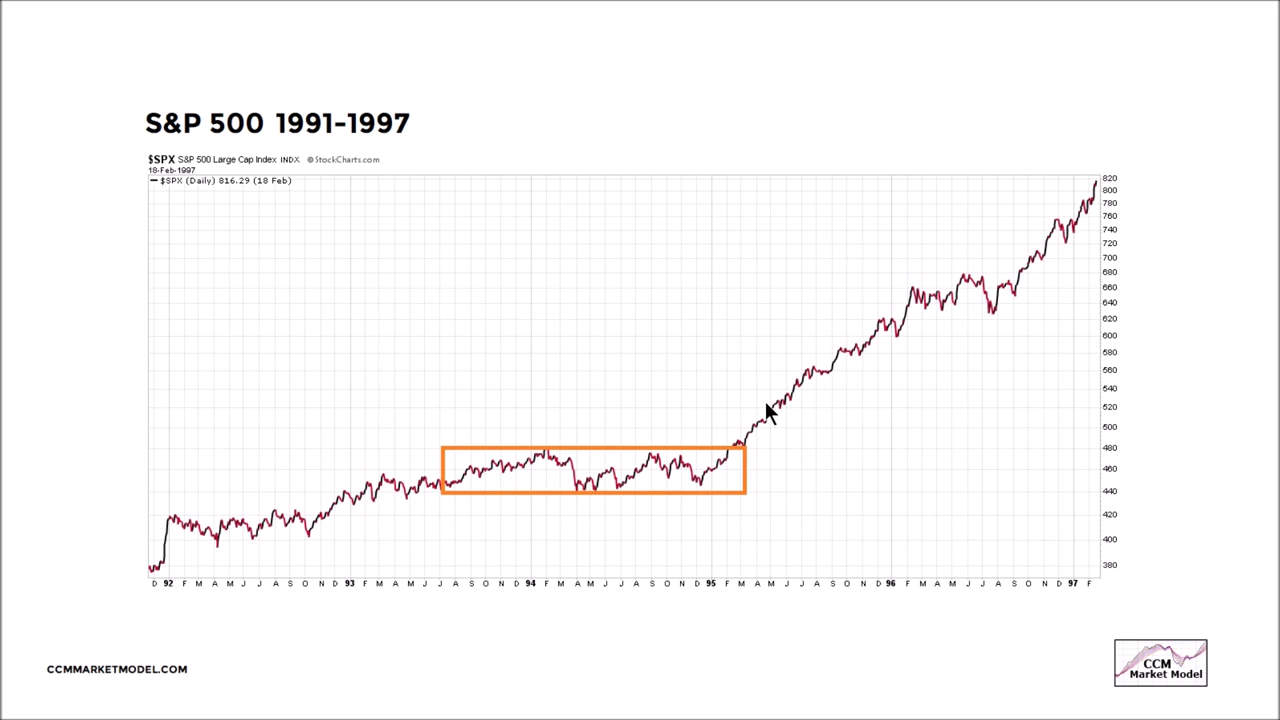 S&P 500 1991-1997
$SPX S&P 500 Large Cap Index INDX @StockCharts.com
18-Feb-1997
$SPX (Daily) 816.29 (18 Feb)
820
800
780
760
740
720
700
680
660
640
620
600
580
560
540
520
500
480
460
440
420
400
380
D 92 F M A M J J A S O N D 93 F M A M J J A S O N D 94 F M A M J J A S O N D 95 F M A M J J A S O N D 96 F M A M J J A S O N D 97 F
CCMMARKETMODEL.COM
CCM
Market Model